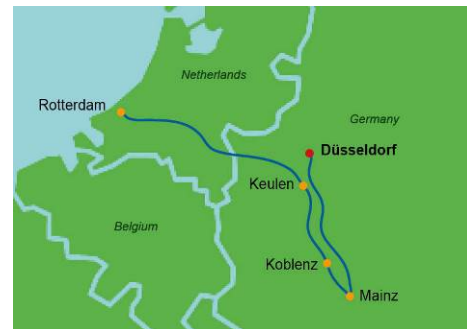 Netherlands
Rotterdam
Germany
Düsseldorf
Keulen
Belgium
Koblenz
Mainz